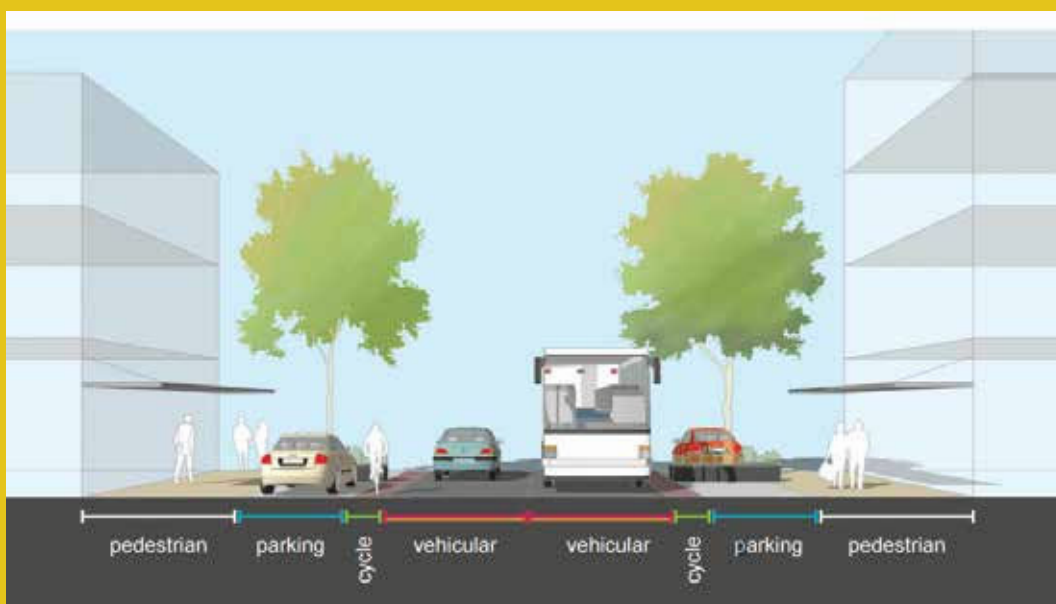 pedestrian
parking
cycle
vehicular
vehicular
cycle
parking
pedestrian